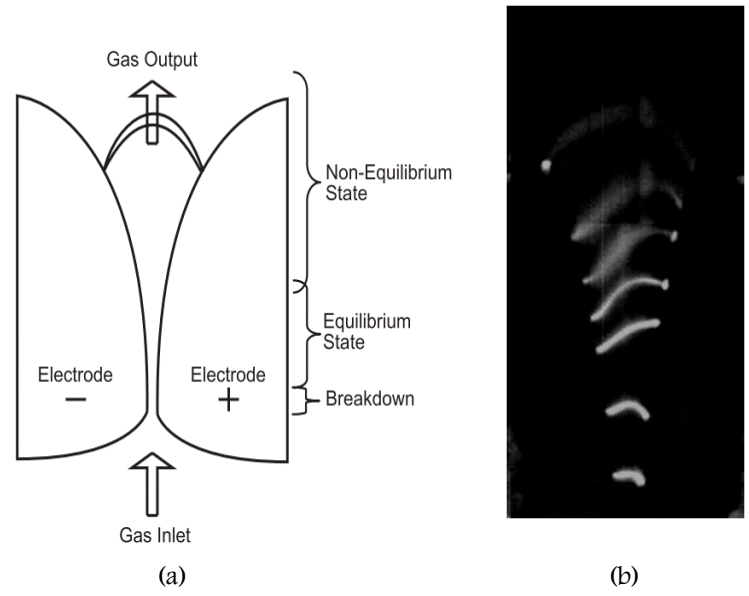 Gas Output
Non-Equilibrium
State
Equilibrium
State
Electrode
Electrode
−
+
Breakdown
Gas Inlet
(a)
(b)